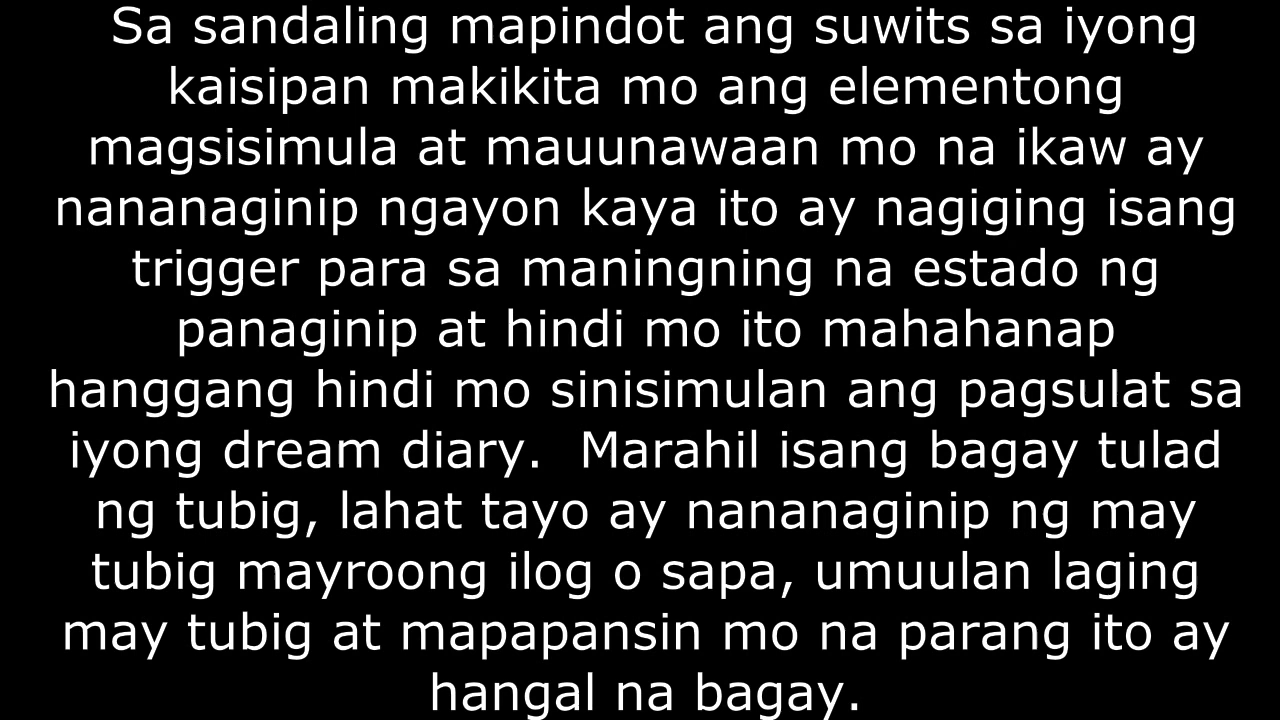 Sa sandaling mapindot ang suwits sa iyong
kaisipan makikita mo ang elementong
magsisimula at mauunawaan mo na ikaw ay
nananaginip ngayon kaya ito ay nagiging isang
trigger para sa maningning na estado ng
panaginip at hindi mo ito mahahanap
hanggang hindi mo sinisimulan ang pagsulat sa
iyong dream diary.  Marahil isang bagay tulad
ng tubig, lahat tayo ay nananaginip ng may
tubig mayroong ilog o sapa, umuulan laging
may tubig at mapapansin mo na parang ito ay
hangal na bagay.